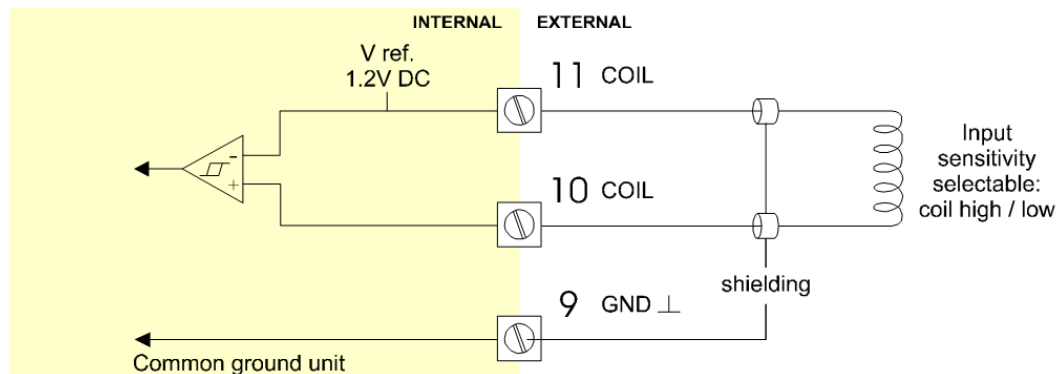 INTERNAL EXTERNAL
V ref.
1.2V DC
11 COIL
-
+
10 COIL
Input
sensitivity
selectable:
coil high / low
shielding
9 GND ⊥
Common ground unit